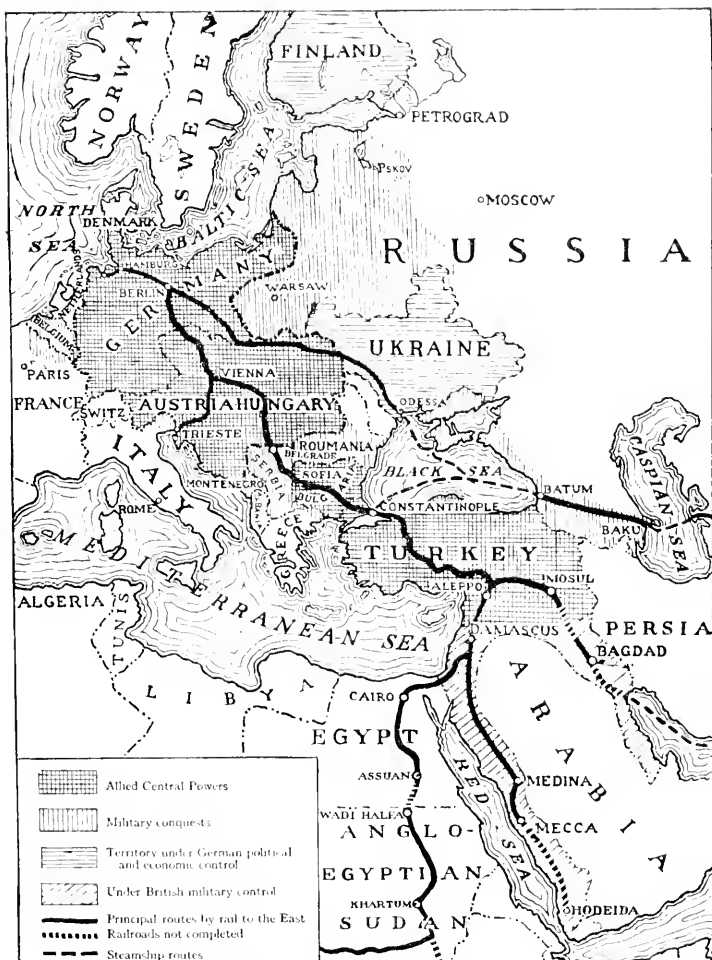 FINLAND
NORWAY
SWEDEN
PETROGRAD
PSKOV
MOSCOW
NORTH
SEA
DENMARK
BALTIC SEA
RUSSIA
HAMBURG
NETHERLANDS
BERLIN
GERMANY
WARSAW
BELGIUM
UKRAINE
PARIS
VIENNA
FRANCE
SWITZ
AUSTRIA HUNGARY
ODESSA
TRIESTE
ROUMANIA
BELGRADE
ITALY
SERBIA
SOFIA
BLACK SEA
CASPIAN SEA
MONTENEGRO
BULG
BATUM
ROME
CONSTANTINOPLE
BAKU
GREECE
TURKEY
MEDITERRANEAN SEA
ALEPPO
MOSUL
ALGERIA
TUNIS
DAMASCUS
PERSIA
BAGDAD
LIBYA
CAIRO
ARABIA
EGYPT
RED SEA
ASSUAN
MEDINA
WADI HALFA
MECCA
ANGLO-
EGYPTIAN
KHARTUM
HODEIDA
SUDAN
Allied Central Powers
Military conquests
Territory under German political
and economic control
Under British military control
Principal routes by rail to the East
Railroads not completed
Steamship routes